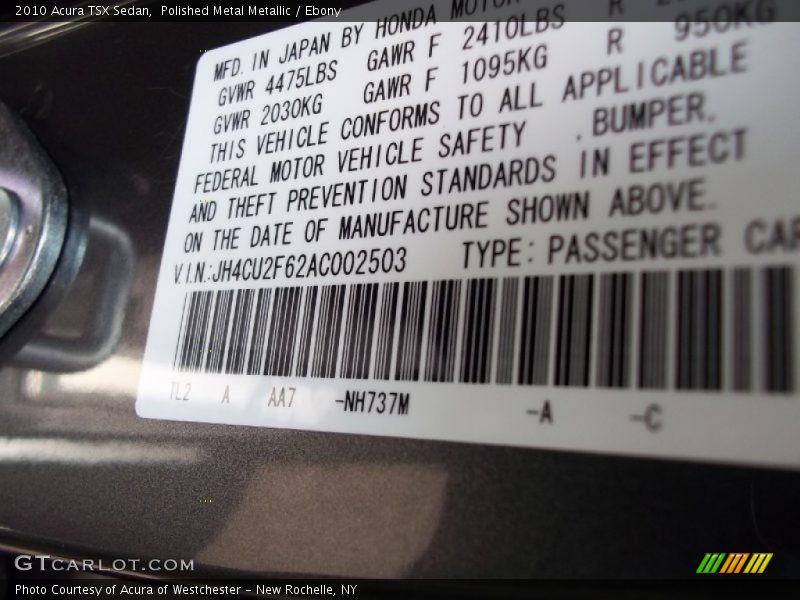 2010 Acura TSX Sedan, Polished Metal Metallic / Ebony
MFD. IN JAPAN BY HONDA MOTOR
GVWR 4475LBS GAWR F 2410LBS R
GVWR 2030KG GAWR F 1095KG R 950KG
THIS VEHICLE CONFORMS TO ALL APPLICABLE
FEDERAL MOTOR VEHICLE SAFETY , BUMPER,
AND THEFT PREVENTION STANDARDS IN EFFECT
ON THE DATE OF MANUFACTURE SHOWN ABOVE.
V.I.N.:JH4CU2F62AC002503 TYPE: PASSENGER CAR
TL2 A AA7 -NH737M -A -C
GTCARLOT.COM
Photo Courtesy of Acura of Westchester - New Rochelle, NY